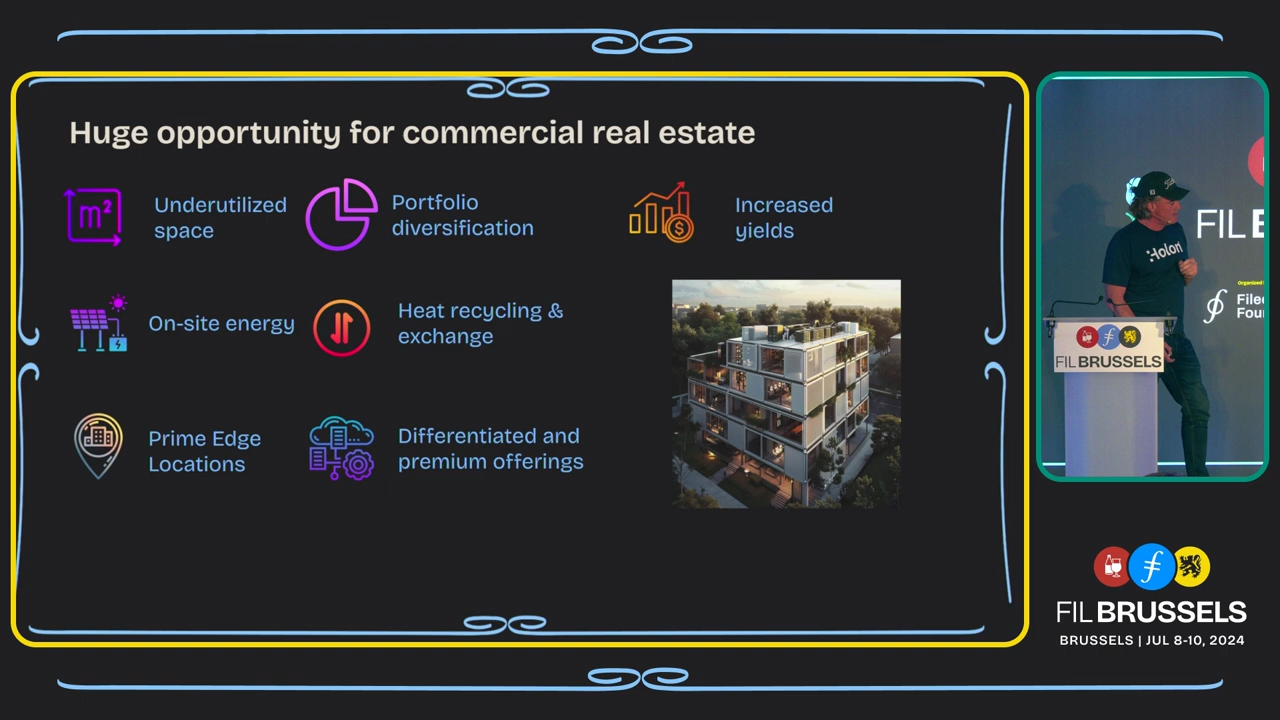 Huge opportunity for commercial real estate
m²
Underutilized
space
Portfolio
diversification
$
Increased
yields
On-site energy
Heat recycling &
exchange
Prime Edge
Locations
Differentiated and
premium offerings
FIL
Holon
FIL BRUSSELS
FIL BRUSSELS
BRUSSELS | JUL 8-10, 2024